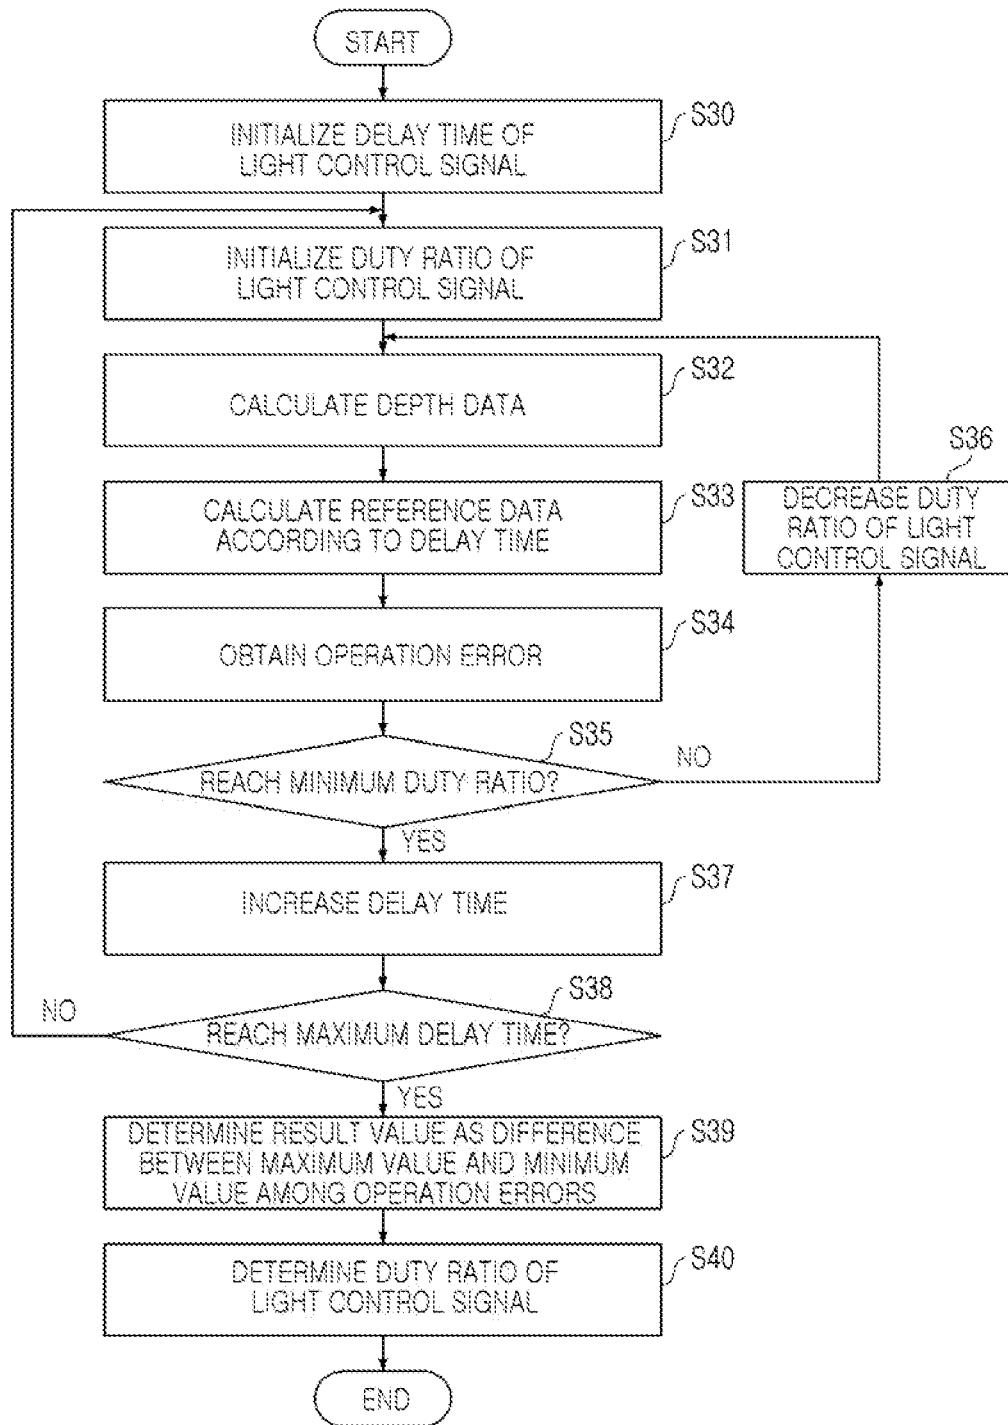 START
S30
INITIALIZE DELAY TIME OF
LIGHT CONTROL SIGNAL
S31
INITIALIZE DUTY RATIO OF
LIGHT CONTROL SIGNAL
S32
CALCULATE DEPTH DATA
S36
DECREASE DUTY
RATIO OF LIGHT
CONTROL SIGNAL
S33
CALCULATE REFERENCE DATA
ACCORDING TO DELAY TIME
S34
OBTAIN OPERATION ERROR
S35
REACH MINIMUM DUTY RATIO?
NO
YES
S37
INCREASE DELAY TIME
S38
NO
REACH MAXIMUM DELAY TIME?
YES
S39
DETERMINE RESULT VALUE AS DIFFERENCE
BETWEEN MAXIMUM VALUE AND MINIMUM
VALUE AMONG OPERATION ERRORS
S40
DETERMINE DUTY RATIO OF
LIGHT CONTROL SIGNAL
END